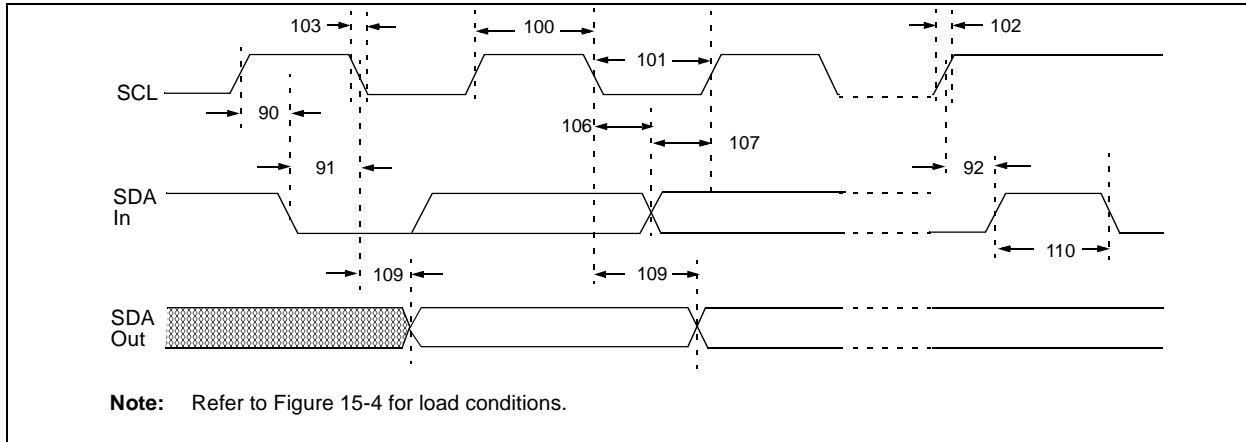 103
100
102
101
SCL
90
106
107
91
92
SDA
In
110
109
109
SDA
Out
Note: Refer to Figure 15-4 for load conditions.